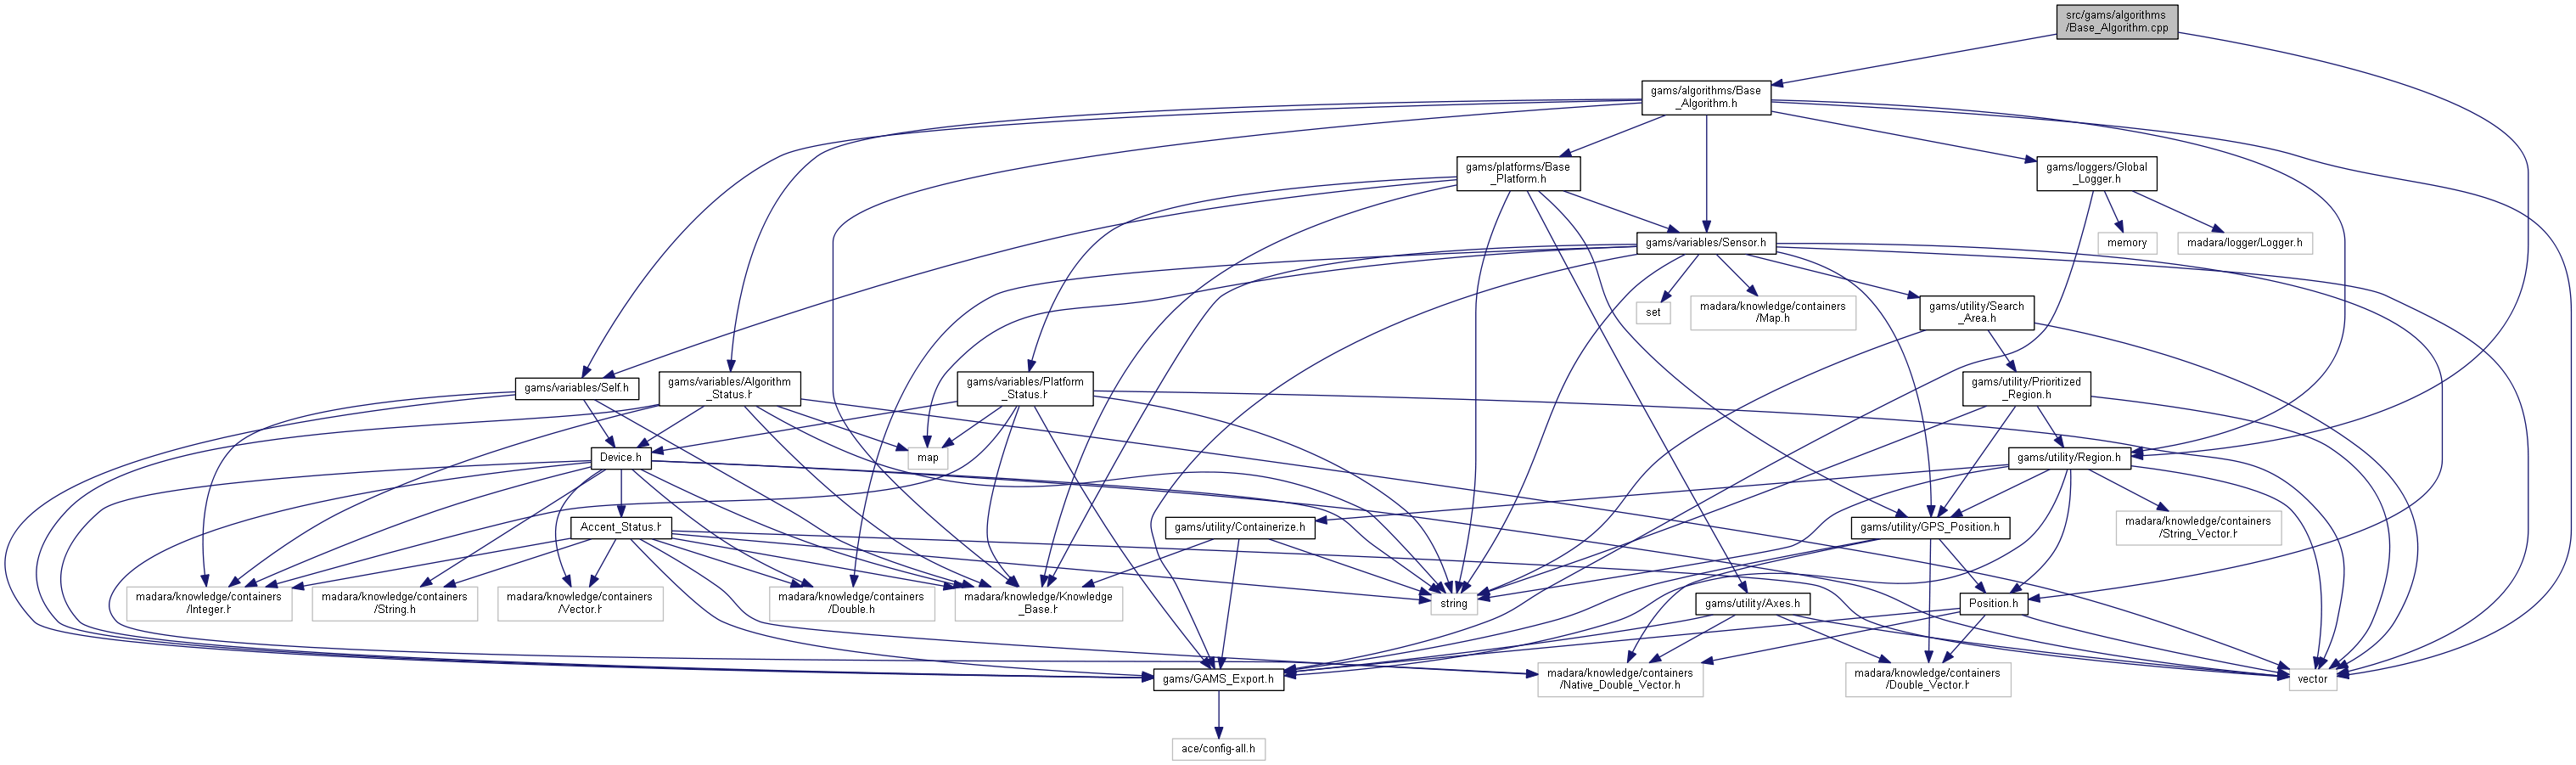 src/gams/algorithms
/Base_Algorithm.cpp
gams/algorithms/Base
_Algorithm.h
gams/platforms/Base
_Platform.h
gams/loggers/Global
_Logger.h
gams/variables/Sensor.h
memory
madara/logger/Logger.h
set
madara/knowledge/containers
/Map.h
gams/utility/Search
_Area.h
gams/variables/Self.h
gams/variables/Algorithm
_Status.h
gams/variables/Platform
_Status.h
gams/utility/Prioritized
_Region.h
Device.h
map
gams/utility/Region.h
Accent_Status.h
gams/utility/Containerize.h
gams/utility/GPS_Position.h
madara/knowledge/containers
/String_Vector.h
madara/knowledge/containers
/Integer.h
madara/knowledge/containers
/String.h
madara/knowledge/containers
/Vector.h
madara/knowledge/containers
/Double.h
madara/knowledge/Knowledge
_Base.h
string
gams/utility/Axes.h
Position.h
gams/GAMS_Export.h
madara/knowledge/containers
/Native_Double_Vector.h
madara/knowledge/containers
/Double_Vector.h
vector
ace/config-all.h